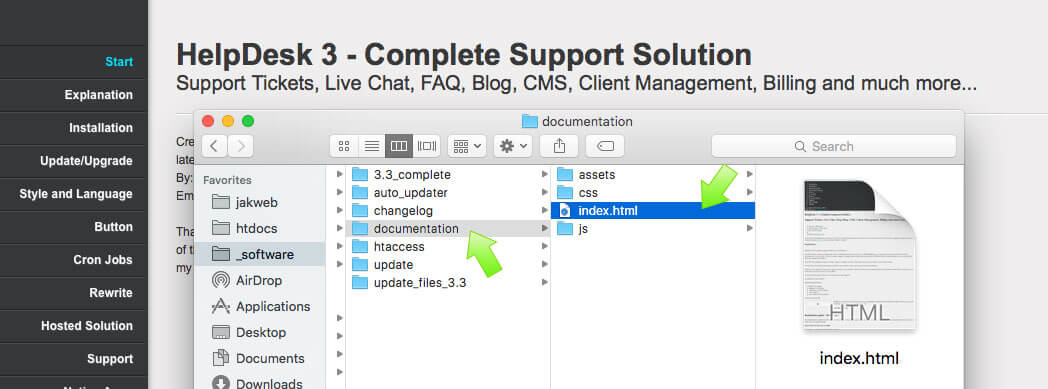 Start
Explanation
Installation
Update/Upgrade
Style and Language
Button
Cron Jobs
Rewrite
Hosted Solution
Support
HelpDesk 3 - Complete Support Solution
Support Tickets, Live Chat, FAQ, Blog, CMS, Client Management, Billing and much more...
Cre
late
By:
Em
Tha
of th
my
documentation
Search
Favorites
jakweb
htdocs
_software
AirDrop
Applications
Desktop
Documents
Downloads
3.3_complete
auto_updater
changelog
documentation
htaccess
update
update_files_3.3
assets
css
index.html
js
HTML
index.html